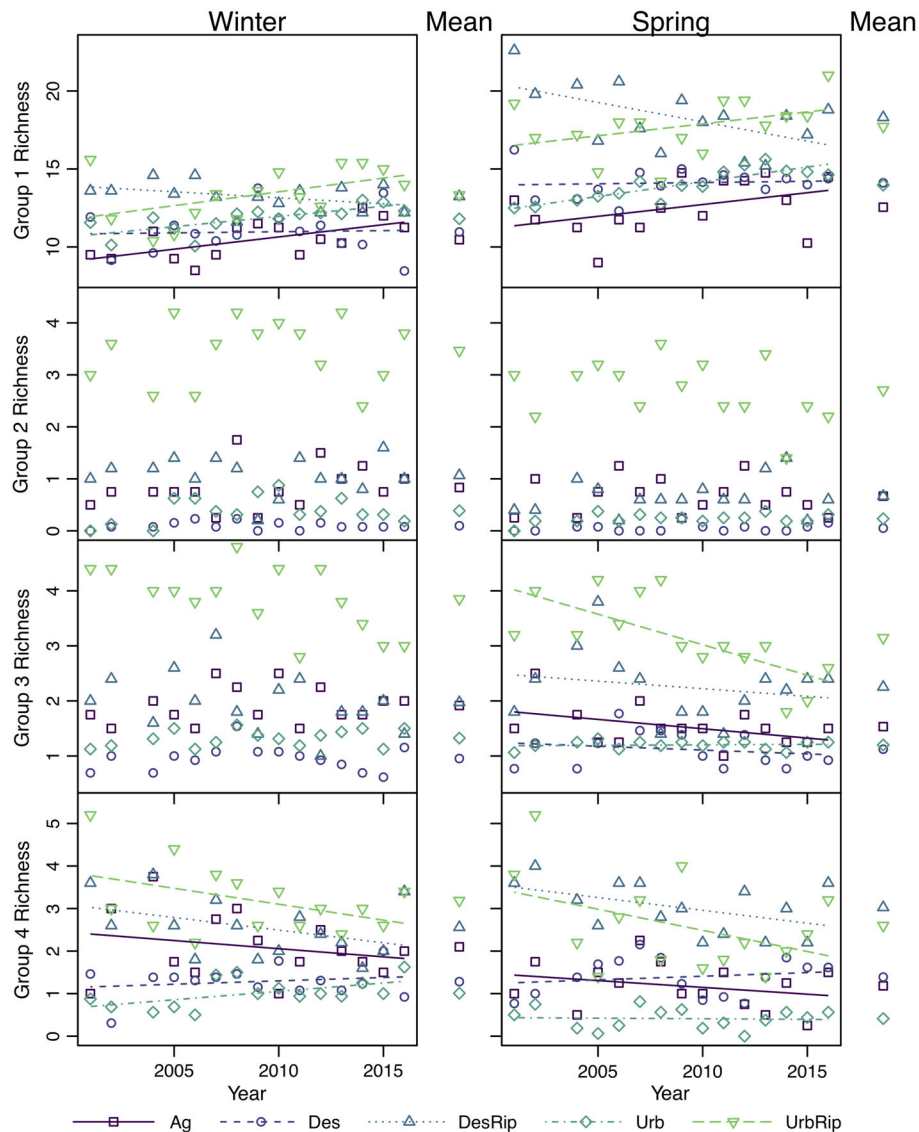 Winter Mean Spring Mean
Group 1 Richness
10 15 20
Group 2 Richness
0 1 2 3 4
Group 3 Richness
1 2 3 4
Group 4 Richness
0 1 2 3 4 5
2005 2010 2015 2005 2010 2015
Year Year
Ag Des DesRip Urb UrbRip